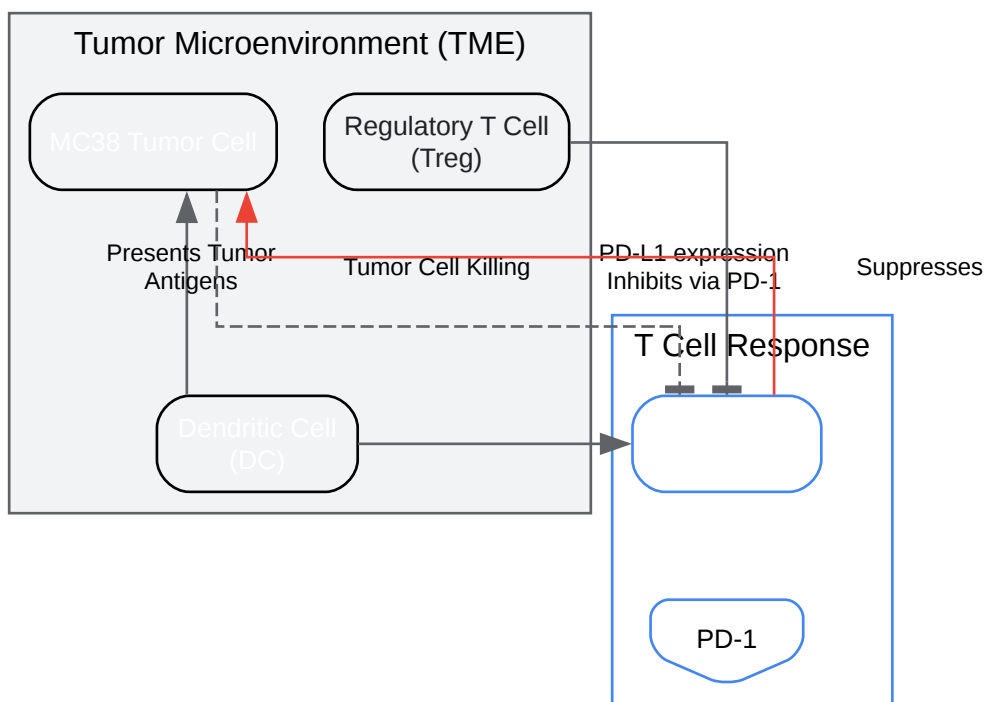 Tumor Microenvironment (TME)
MC38 Tumor Cell
Regulatory T Cell
(Treg)
Presents Tumor
Antigens
Tumor Cell Killing
PD-L1 expression
Inhibits via PD-1
Suppresses
T Cell Response
Dendritic Cell
(DC)
PD-1